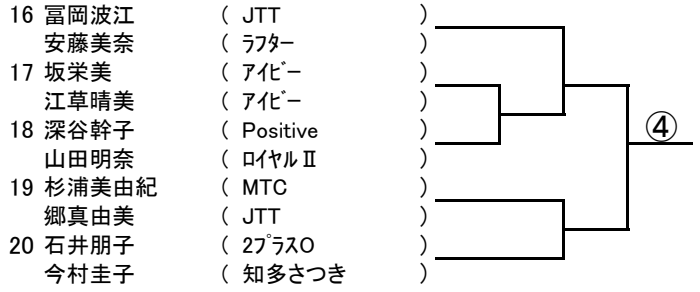 16 冨岡波江 ( JTT )
安藤美奈 ( ﾗﾌﾀｰ )
17 坂栄美 ( ｱｲﾋﾞｰ )
江草晴美 ( ｱｲﾋﾞｰ )
18 深谷幹子 ( Positive )
④
山田明奈 ( ﾛｲﾔﾙⅡ )
19 杉浦美由紀 ( MTC )
郷真由美 ( JTT )
20 石井朋子 ( 2ﾌﾟﾗｽO )
今村圭子 ( 知多さつき )